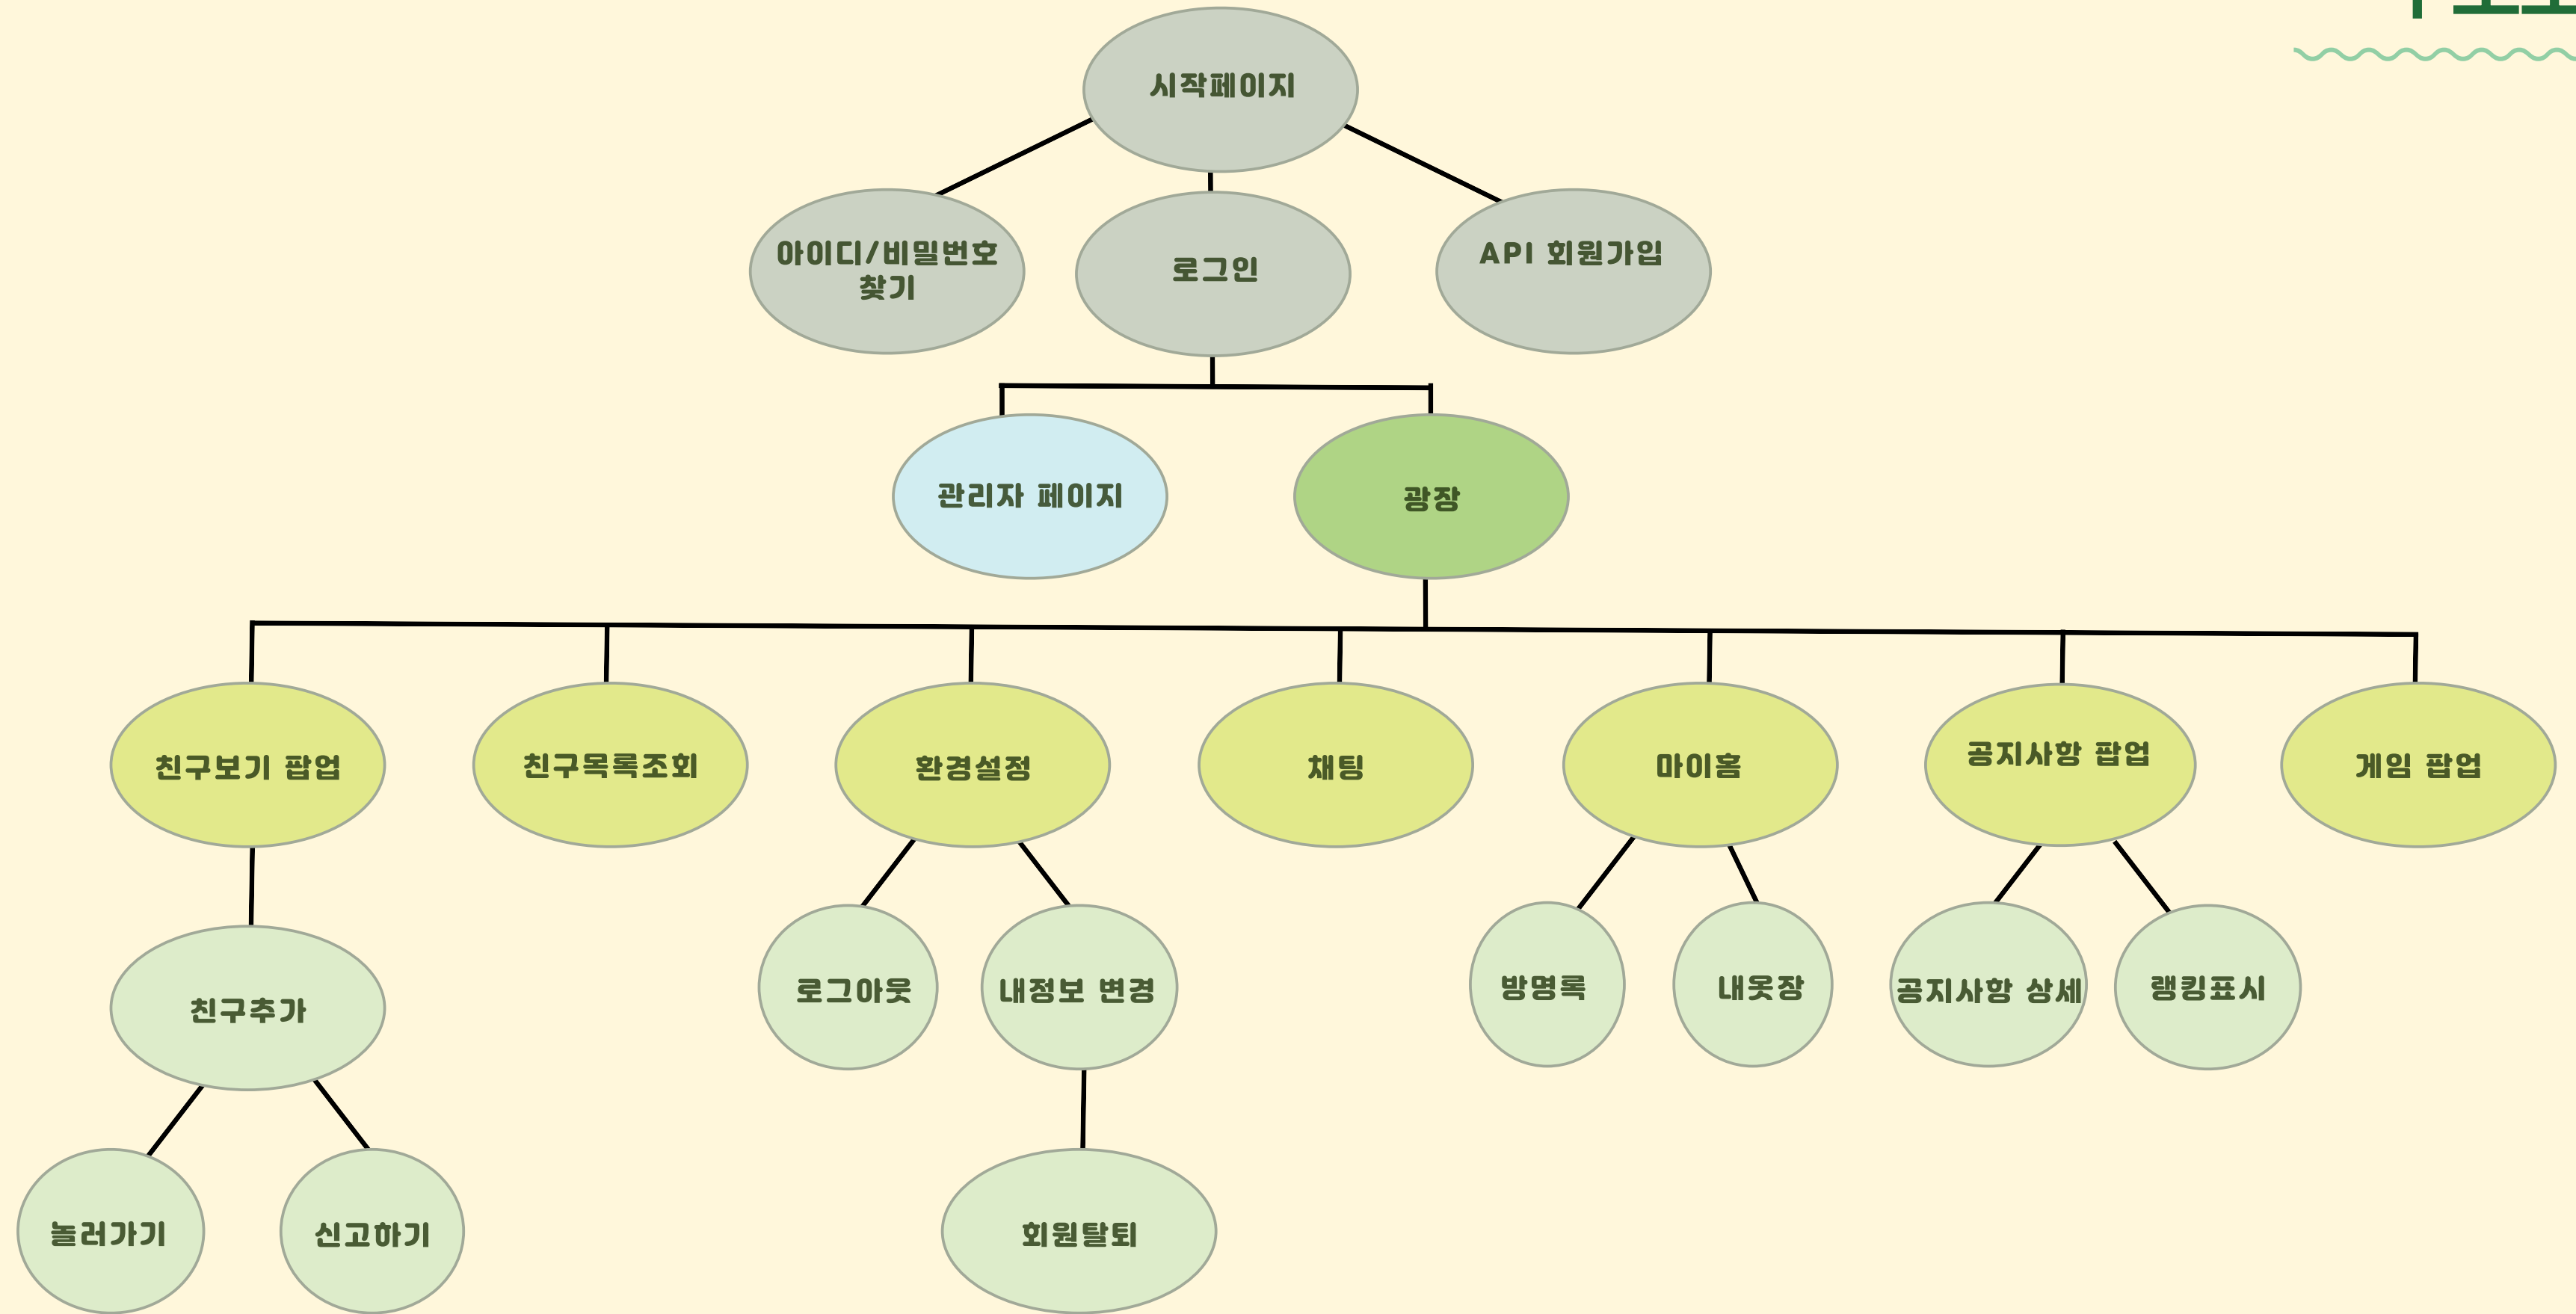 시작페이지
아이디/비밀번호
찾기
로그인
API 회원가입
관리자 페이지
광장
친구보기 팝업
친구목록조회
환경설정
채팅
마이홈
공지사항 팝업
게임 팝업
친구추가
로그아웃
내정보 변경
방명록
내옷장
공지사항 상세
랭킹표시
놀러가기
신고하기
회원탈퇴